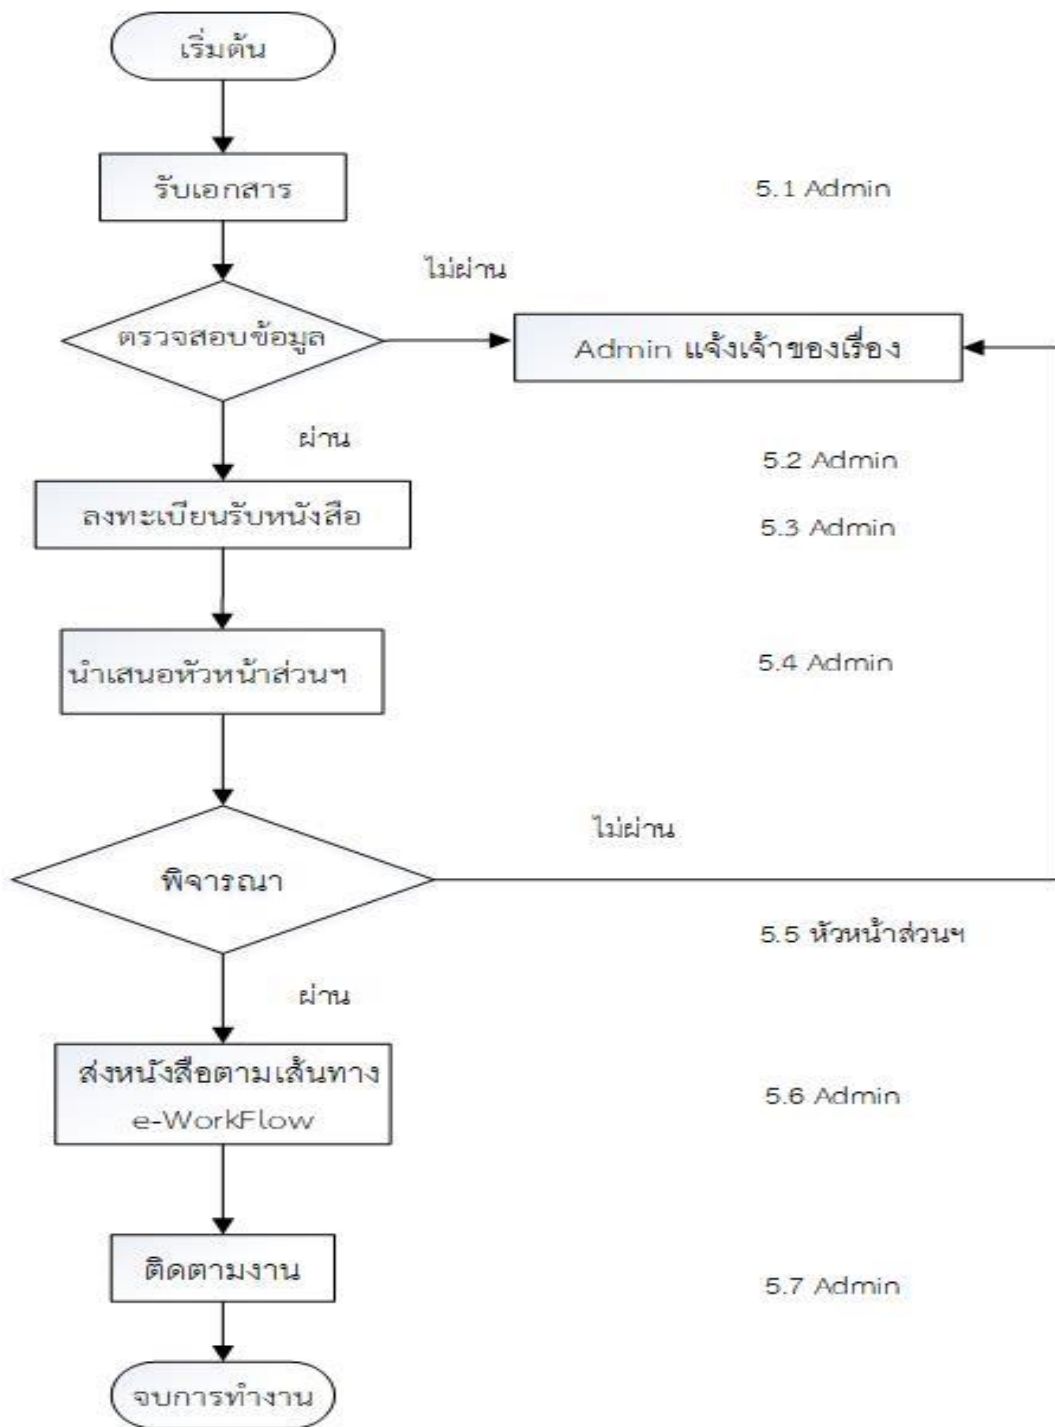 เริ่มต้น
รับเอกสาร
5.1 Admin
ไม่ผ่าน
ตรวจสอบข้อมูล
Admin แจ้งเจ้าของเรื่อง
ผ่าน
5.2 Admin
ลงทะเบียนรับหนังสือ
5.3 Admin
นำเสนอหัวหน้าส่วนฯ
5.4 Admin
ไม่ผ่าน
พิจารณา
5.5 หัวหน้าส่วนฯ
ผ่าน
ส่งหนังสือตามเส้นทาง
e-WorkFlow
5.6 Admin
ติดตามงาน
5.7 Admin
จบการทำงาน